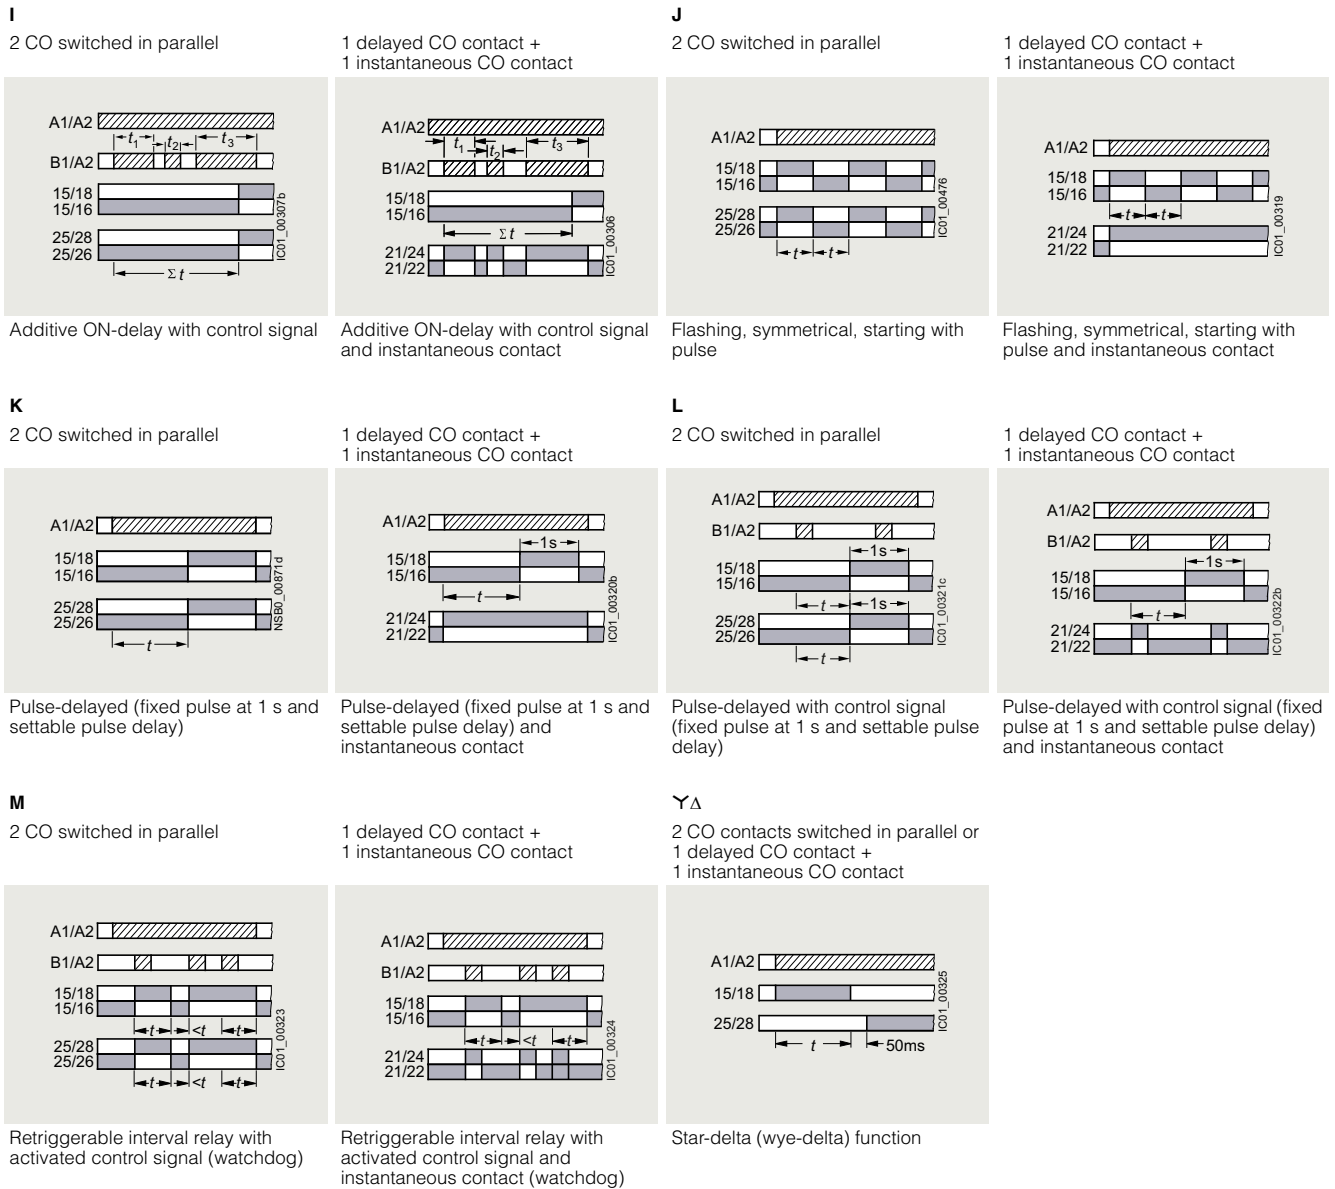 I
2 CO switched in parallel
A1/A2
t1 t2 t3
B1/A2
15/18
15/16
25/28
25/26
Σ t
IC01_00307b
Additive ON-delay with control signal
1 delayed CO contact +
1 instantaneous CO contact
A1/A2
t1 t2 t3
B1/A2
15/18
15/16
Σ t
21/24
21/22
IC01_00306
Additive ON-delay with control signal
and instantaneous contact
J
2 CO switched in parallel
A1/A2
15/18
15/16
25/28
25/26
t t
IC01_00476
Flashing, symmetrical, starting with
pulse
1 delayed CO contact +
1 instantaneous CO contact
A1/A2
15/18
15/16
t t
21/24
21/22
IC01_00319
Flashing, symmetrical, starting with
pulse and instantaneous contact
K
2 CO switched in parallel
A1/A2
15/18
15/16
25/28
25/26
t
NSB0_00871d
Pulse-delayed (fixed pulse at 1 s and
settable pulse delay)
1 delayed CO contact +
1 instantaneous CO contact
A1/A2
1s
15/18
15/16
t
21/24
21/22
IC01_00320b
Pulse-delayed (fixed pulse at 1 s and
settable pulse delay) and
instantaneous contact
L
2 CO switched in parallel
A1/A2
B1/A2
1s
15/18
15/16
t 1s
25/28
25/26
t
IC01_00321c
Pulse-delayed with control signal
(fixed pulse at 1 s and settable pulse
delay)
1 delayed CO contact +
1 instantaneous CO contact
A1/A2
B1/A2
1s
15/18
15/16
t
21/24
21/22
IC01_00322b
Pulse-delayed with control signal (fixed
pulse at 1 s and settable pulse delay)
and instantaneous contact
M
2 CO switched in parallel
A1/A2
B1/A2
15/18
15/16
t <t t
25/28
25/26
t <t t
IC01_00323
Retriggerable interval relay with
activated control signal (watchdog)
1 delayed CO contact +
1 instantaneous CO contact
A1/A2
B1/A2
15/18
15/16
t <t t
21/24
21/22
IC01_00324
Retriggerable interval relay with
activated control signal and
instantaneous contact (watchdog)
YΔ
2 CO contacts switched in parallel or
1 delayed CO contact +
1 instantaneous CO contact
A1/A2
15/18
25/28
t 50ms
IC01_00325
Star-delta (wye-delta) function